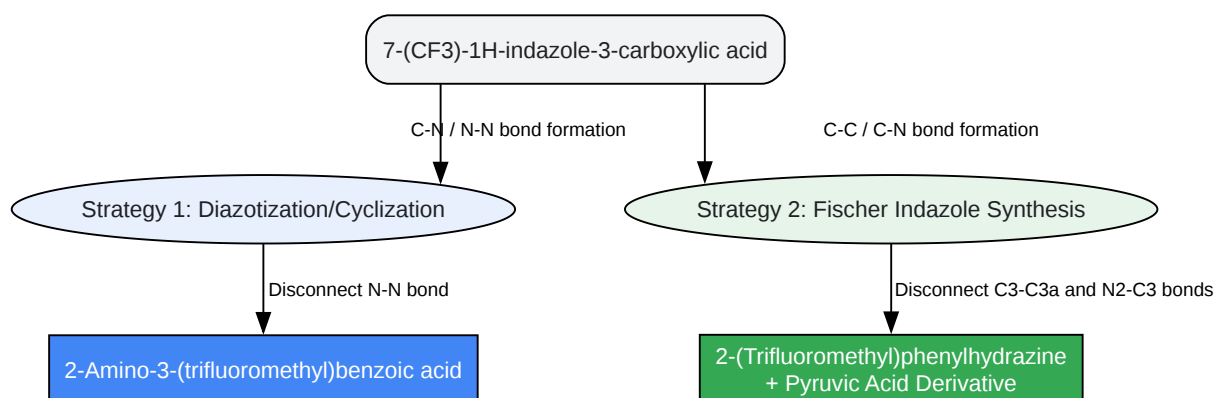 7-(CF3)-1H-indazole-3-carboxylic acid
C-N / N-N bond formation
C-C / C-N bond formation
Strategy 1: Diazotization/Cyclization
Strategy 2: Fischer Indazole Synthesis
Disconnect N-N bond
Disconnect C3-C3a and N2-C3 bonds
2-Amino-3-(trifluoromethyl)benzoic acid
2-(Trifluoromethyl)phenylhydrazine
+ Pyruvic Acid Derivative